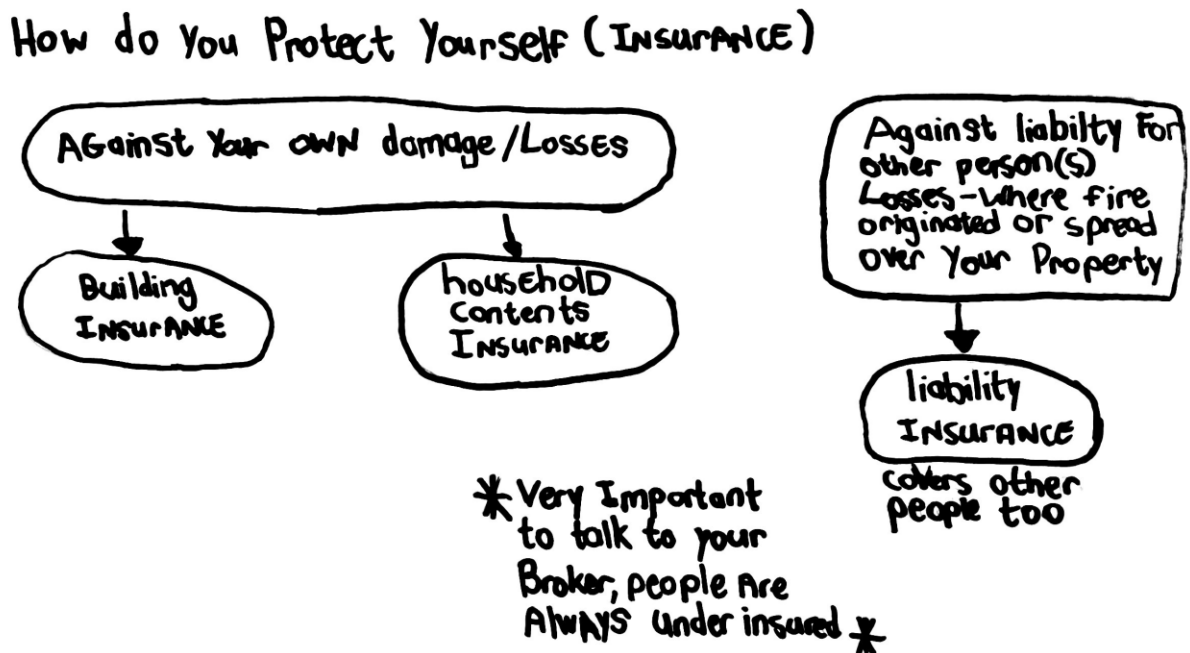 How do You Protect Yourself (INSURANCE)
AGainst Your OWN damage/LOSSES
Building
INSURANCE
householD
Contents
INSURANCE
Against liabilty For
other person(s)
Losses-Where fire
originated or spread
over Your Property
liability
INSURANCE
covers other
people too
* Very Important
to talk to your
Broker, people Are
AlWAYS under insured *